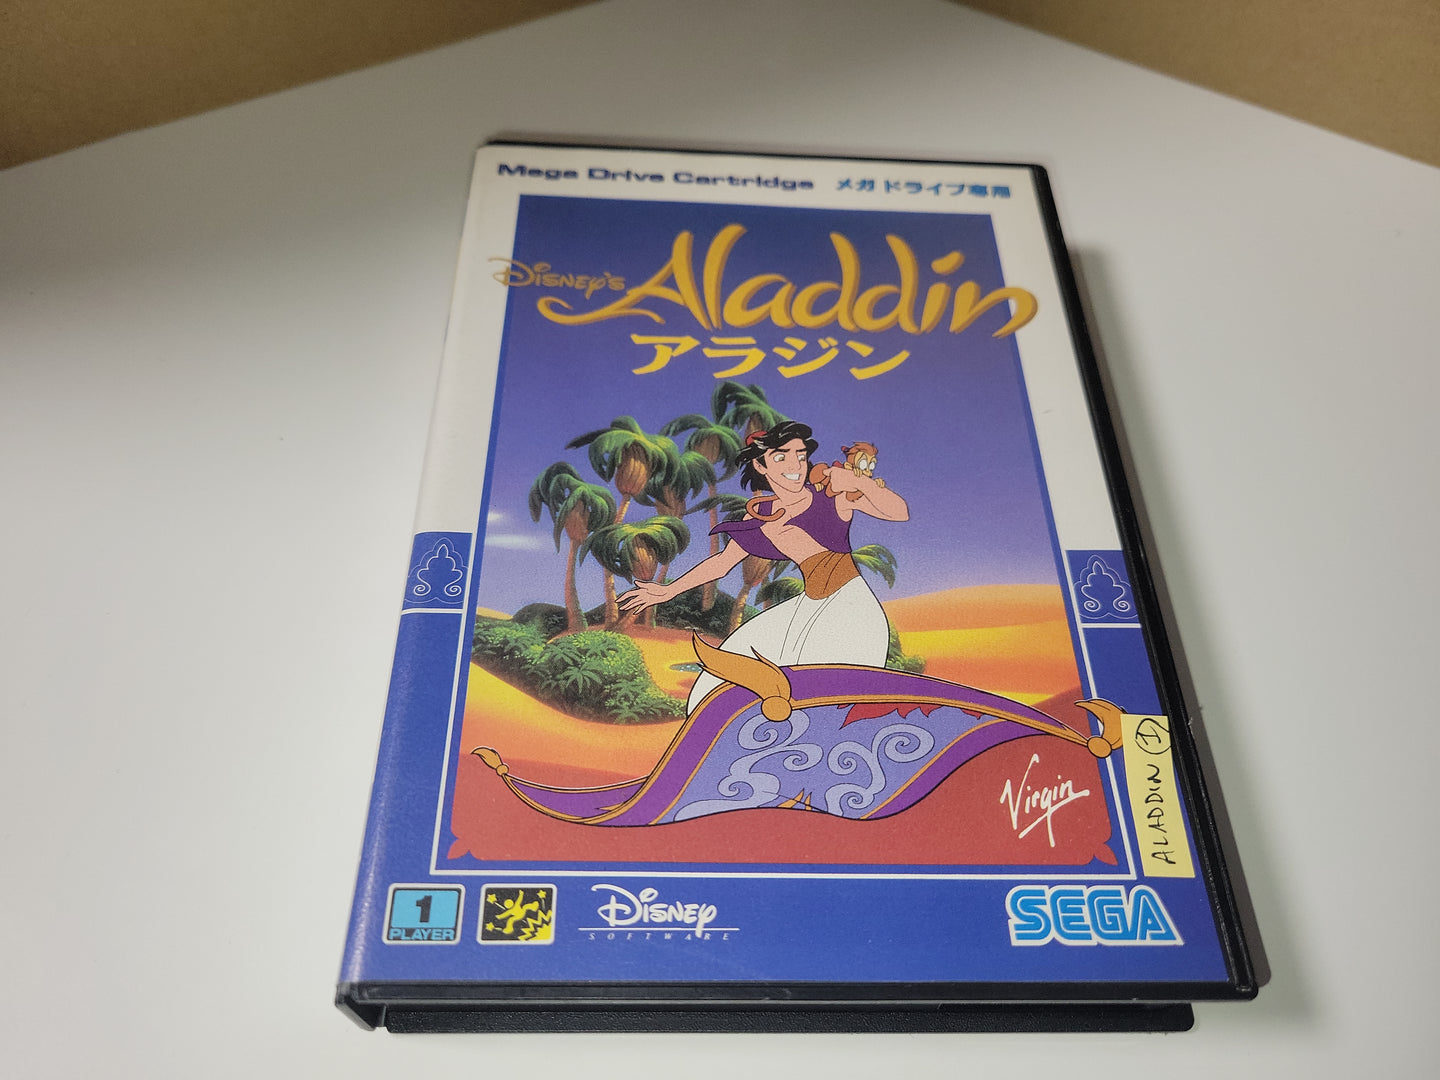 Mega Drive Cartridge メガドライブ専用
DISNEY'S Aladdin
アラジン
Virgin
ALADDIN 1
1
PLAYER
DISNEY
SOFTWARE
SEGA